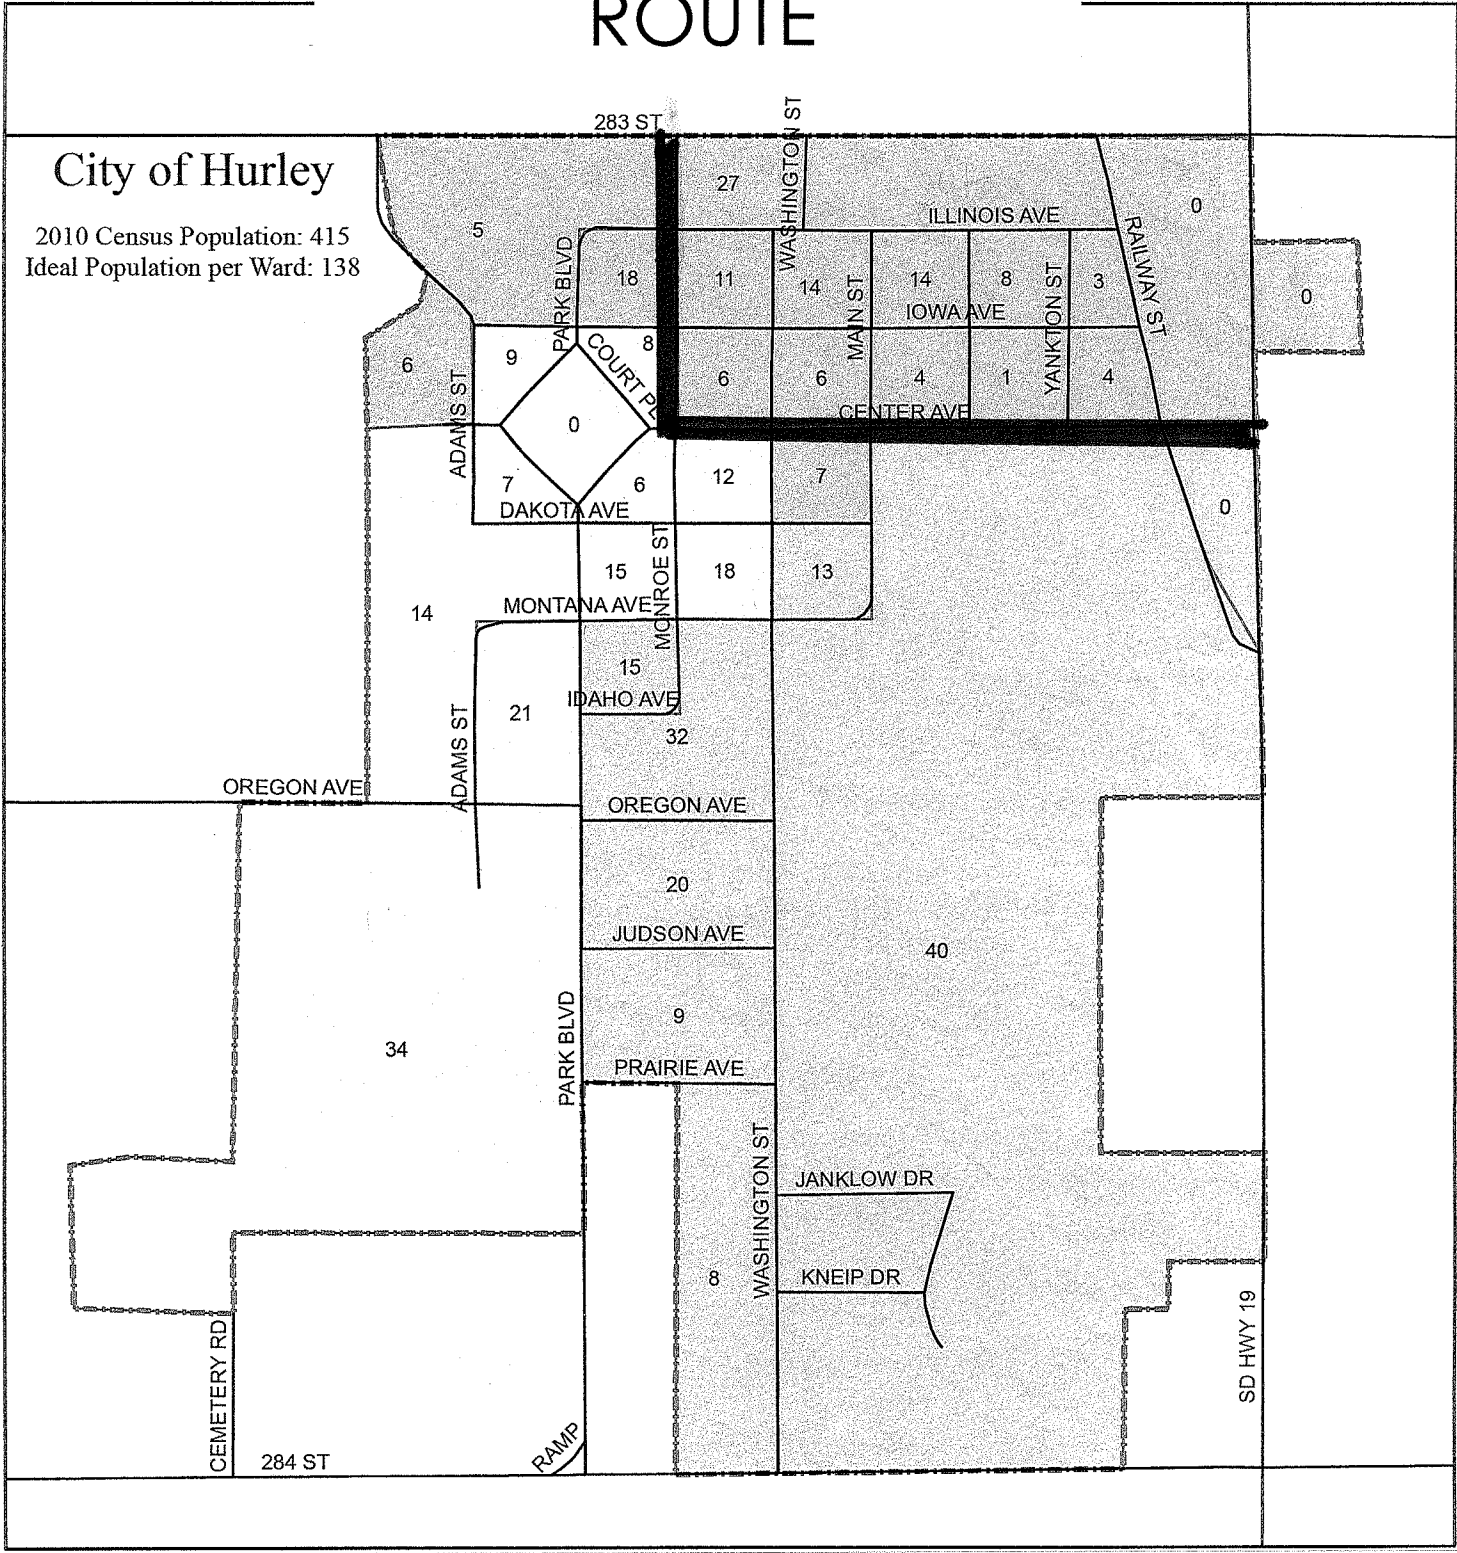 ROUTE
283 ST
City of Hurley
2010 Census Population: 415
Ideal Population per Ward: 138
WASHINGTON ST
27
0
5
ILLINOIS AVE
RAILWAY ST
PARK BLVD
18
11
14
MAIN ST
14
8
YANKTON ST
3
0
IOWA AVE
9
COURT PL
8
6
ADAMS ST
6
6
4
1
4
CENTER AVE
0
7
6
12
7
0
DAKOTA AVE
MONROE ST
15
18
13
14
MONTANA AVE
15
IDAHO AVE
21
ADAMS ST
32
OREGON AVE
OREGON AVE
20
JUDSON AVE
40
9
34
PARK BLVD
PRAIRIE AVE
WASHINGTON ST
JANKLOW DR
8
KNEIP DR
SD HWY 19
CEMETERY RD
RAMP
284 ST